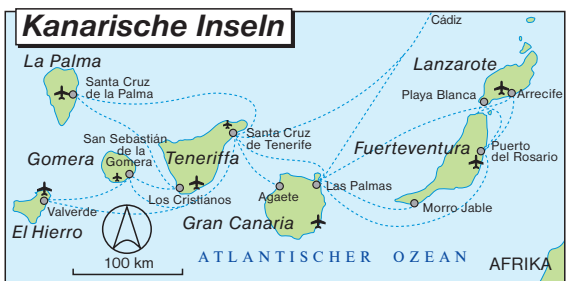 Kanarische Inseln
Cádiz
La Palma
Lanzarote
Santa Cruz
de la Palma
Playa Blanca
Arrecife
San Sebastián
de la
Gomera
Santa Cruz
de Tenerife
Gomera
Teneriffa
Fuerteventura
Puerto
del Rosario
Agaete
Las Palmas
Valverde
Los Cristianos
Morro Jable
El Hierro
Gran Canaria
100 km
ATLANTISCHER OZEAN
AFRIKA